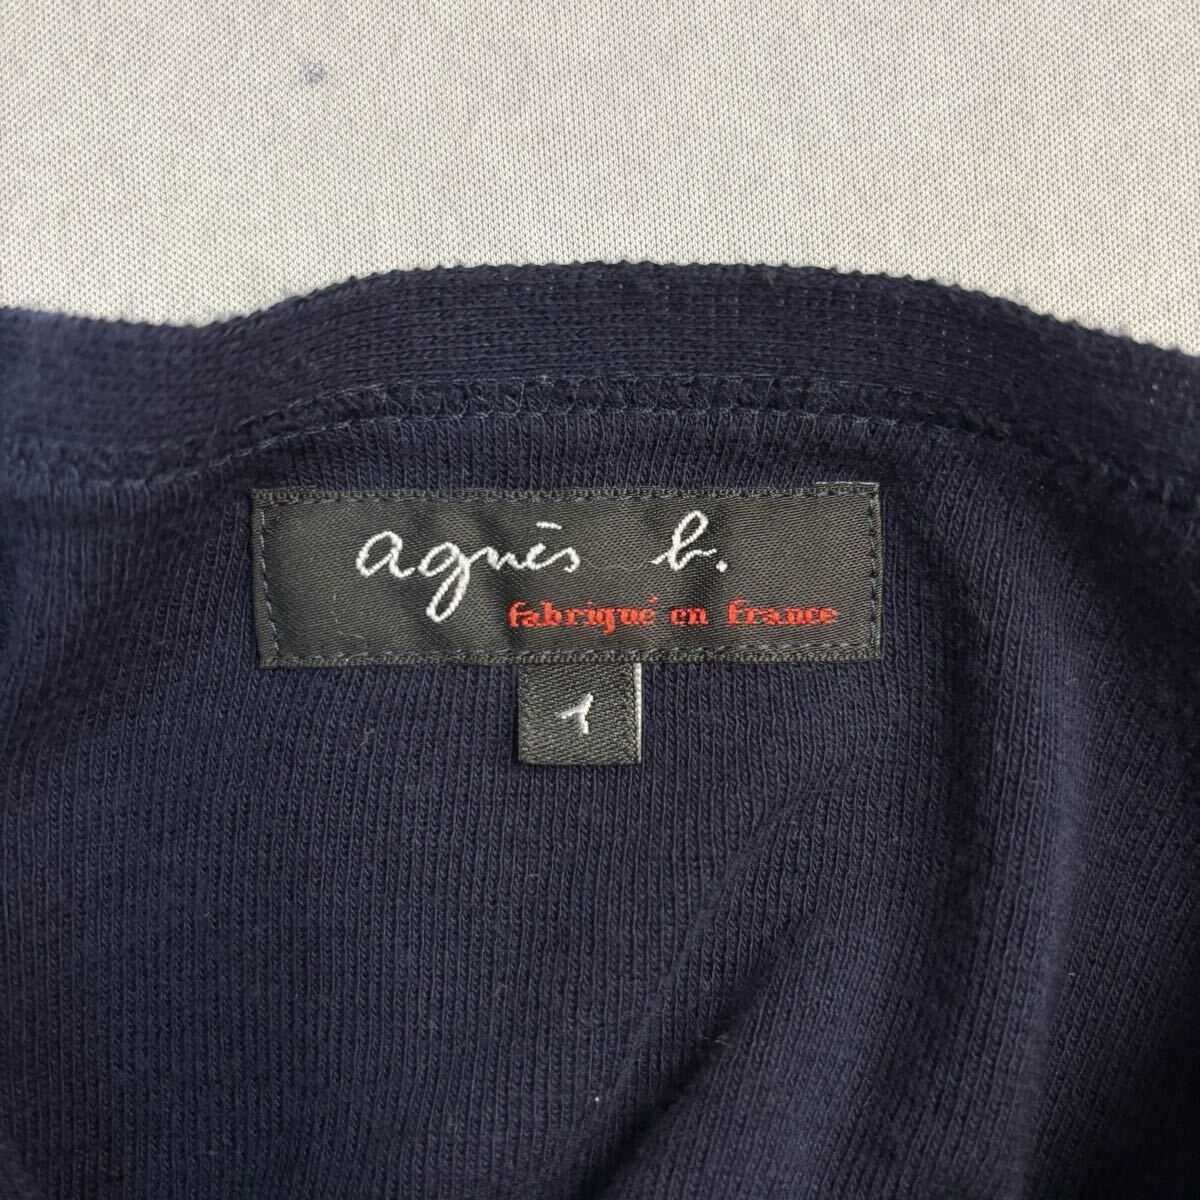 agnès b.
fabriqué en France
1